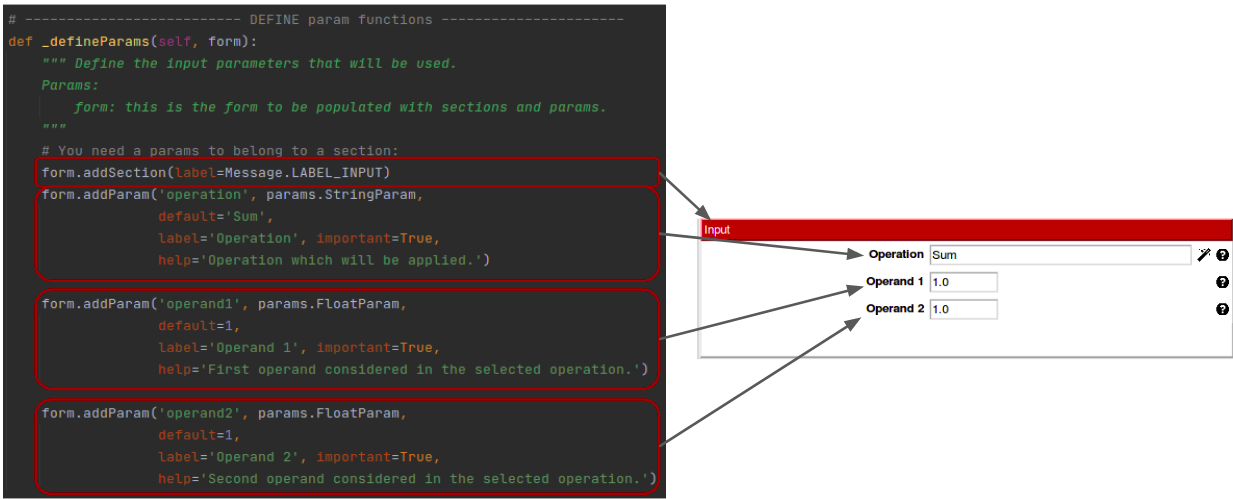 # -------------------------- DEFINE param functions ----------------------
def _defineParams(self, form):
    """ Define the input parameters that will be used.
    Params:
        form: this is the form to be populated with sections and params.
    """
    # You need a params to belong to a section:
    form.addSection(label=Message.LABEL_INPUT)
    form.addParam('operation', params.StringParam,
                  default='Sum',
                  label='Operation', important=True,
                  help='Operation which will be applied.')
    form.addParam('operand1', params.FloatParam,
                  default=1,
                  label='Operand 1', important=True,
                  help='First operand considered in the selected operation.')
    form.addParam('operand2', params.FloatParam,
                  default=1,
                  label='Operand 2', important=True,
                  help='Second operand considered in the selected operation.')
Input
Operation Sum
Operand 1 1.0
Operand 2 1.0